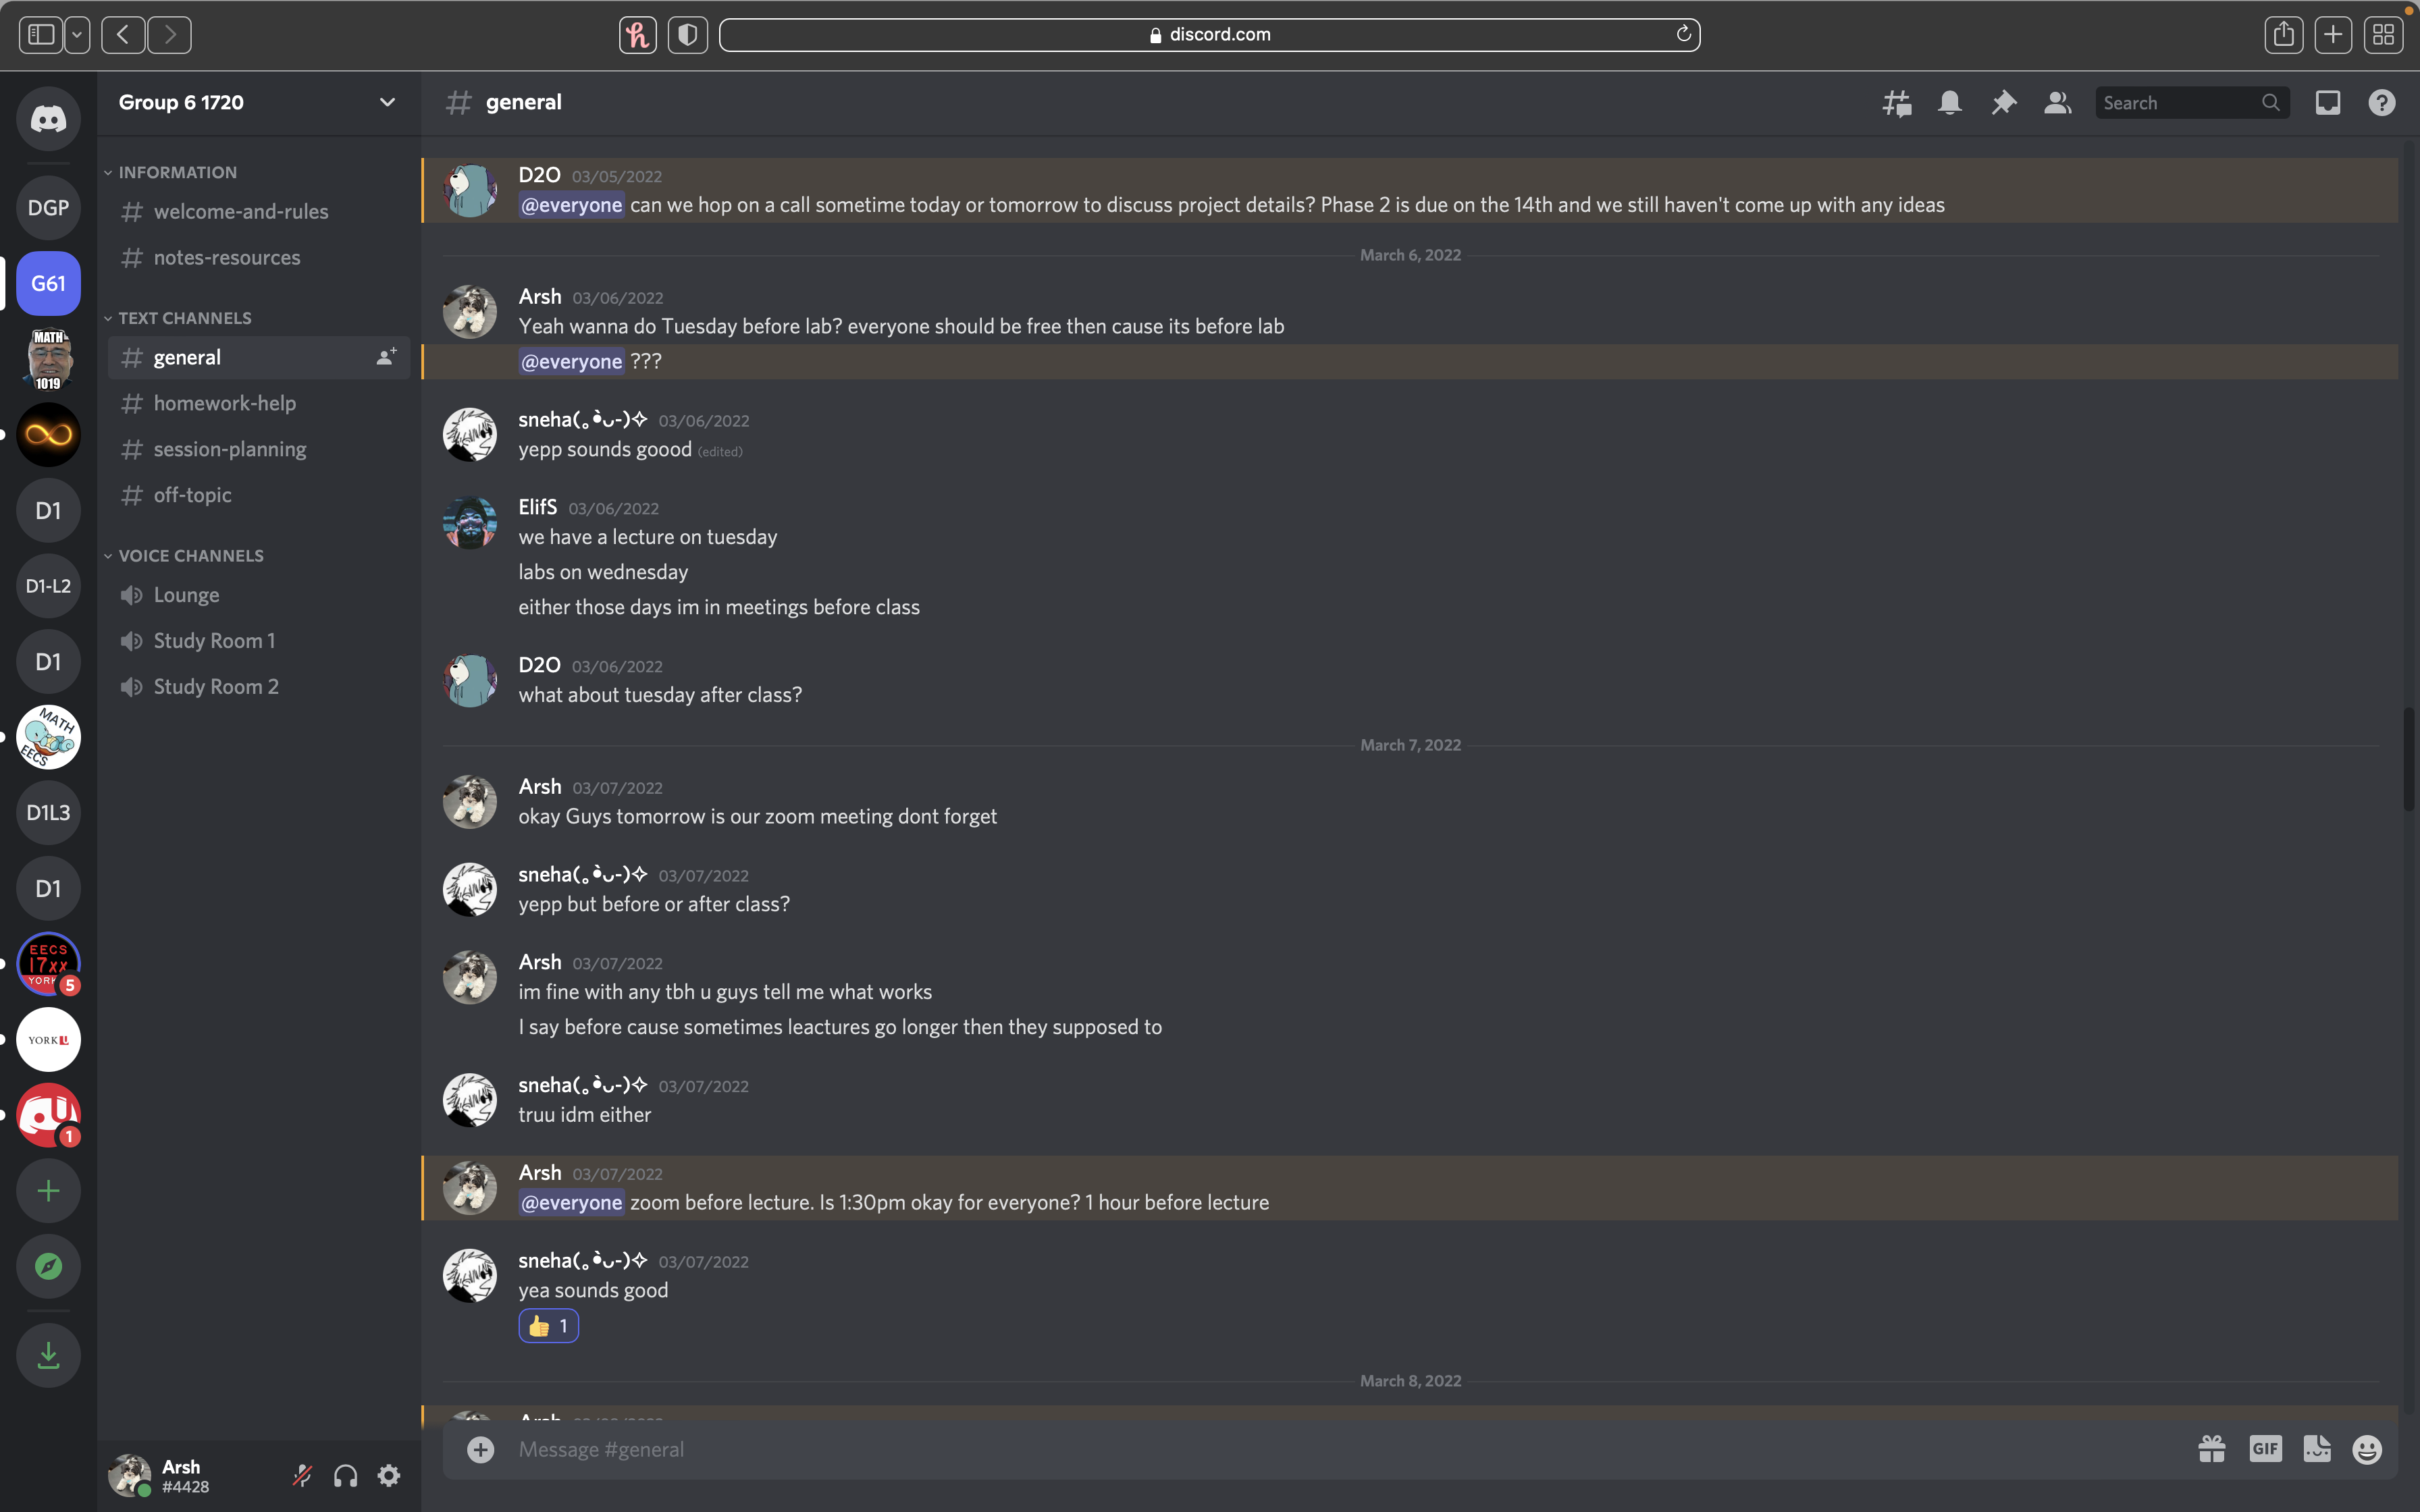 discord.com
DGP
G61
MATH-
1019
D1
D1-L2
D1
MATH
EECS
D1L3
D1
EECS
17xx
YORK
5
YORK U
U
1
Group 6 1720
INFORMATION
welcome-and-rules
notes-resources
TEXT CHANNELS
general
homework-help
session-planning
off-topic
VOICE CHANNELS
Lounge
Study Room 1
Study Room 2
Arsh
#4428
general
Search
D2O 03/05/2022
@everyone can we hop on a call sometime today or tomorrow to discuss project details? Phase 2 is due on the 14th and we still haven't come up with any ideas
March 6, 2022
Arsh 03/06/2022
Yeah wanna do Tuesday before lab? everyone should be free then cause its before lab
@everyone ???
sneha(｡•̀ᴗ-)✧ 03/06/2022
yepp sounds goood (edited)
ElifS 03/06/2022
we have a lecture on tuesday
labs on wednesday
either those days im in meetings before class
D2O 03/06/2022
what about tuesday after class?
March 7, 2022
Arsh 03/07/2022
okay Guys tomorrow is our zoom meeting dont forget
sneha(｡•̀ᴗ-)✧ 03/07/2022
yepp but before or after class?
Arsh 03/07/2022
im fine with any tbh u guys tell me what works
I say before cause sometimes leactures go longer then they supposed to
sneha(｡•̀ᴗ-)✧ 03/07/2022
truu idm either
Arsh 03/07/2022
@everyone zoom before lecture. Is 1:30pm okay for everyone? 1 hour before lecture
sneha(｡•̀ᴗ-)✧ 03/07/2022
yea sounds good
👍 1
March 8, 2022
Message #general
GIF